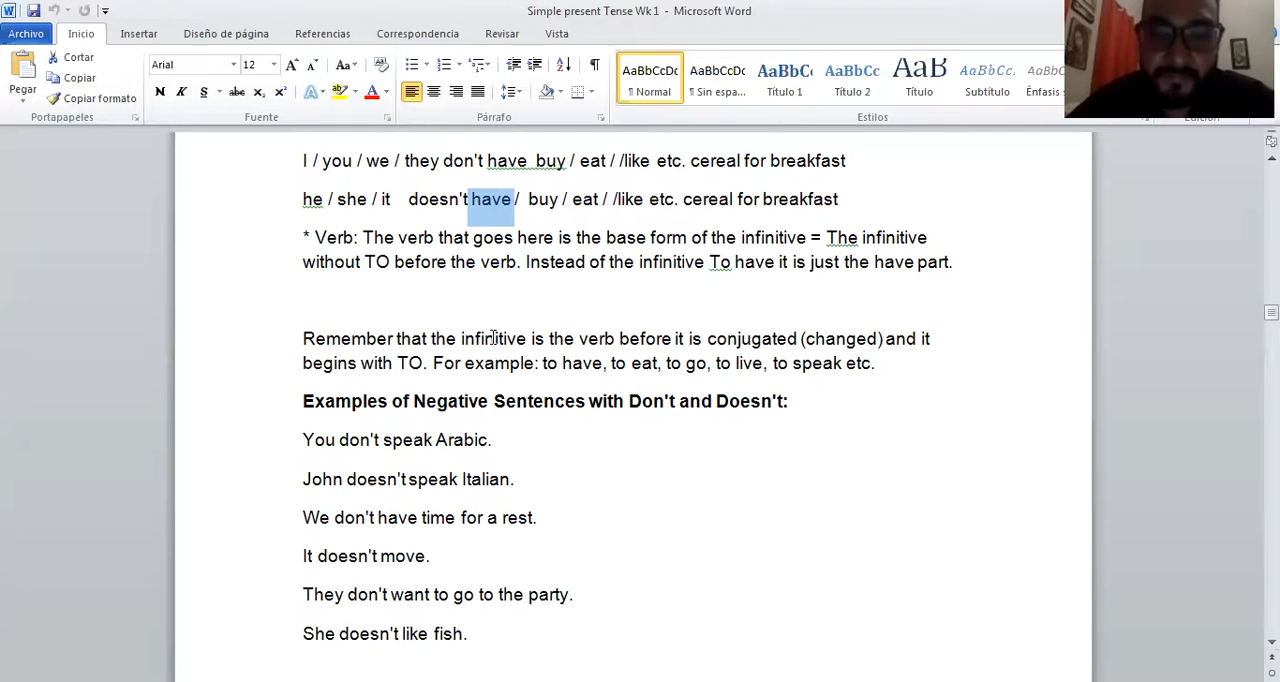 Simple present Tense Wk 1 - Microsoft Word
Archivo Inicio Insertar Diseño de página Referencias Correspondencia Revisar Vista
Pegar
Cortar
Copiar
Copiar formato
Portapapeles
Arial 12
Fuente
Párrafo
AaBbCcDc AaBbCcDc AaBbC AaBbCc AaB AaBbCc.
¶ Normal ¶ Sin espa... Título 1 Título 2 Título Subtítulo Énfasis
Estilos
I / you / we / they don't have buy / eat / /like etc. cereal for breakfast
he / she / it doesn't have / buy / eat / /like etc. cereal for breakfast
* Verb: The verb that goes here is the base form of the infinitive = The infinitive
without TO before the verb. Instead of the infinitive To have it is just the have part.
Remember that the infinitive is the verb before it is conjugated (changed) and it
begins with TO. For example: to have, to eat, to go, to live, to speak etc.
Examples of Negative Sentences with Don't and Doesn't:
You don't speak Arabic.
John doesn't speak Italian.
We don't have time for a rest.
It doesn't move.
They don't want to go to the party.
She doesn't like fish.